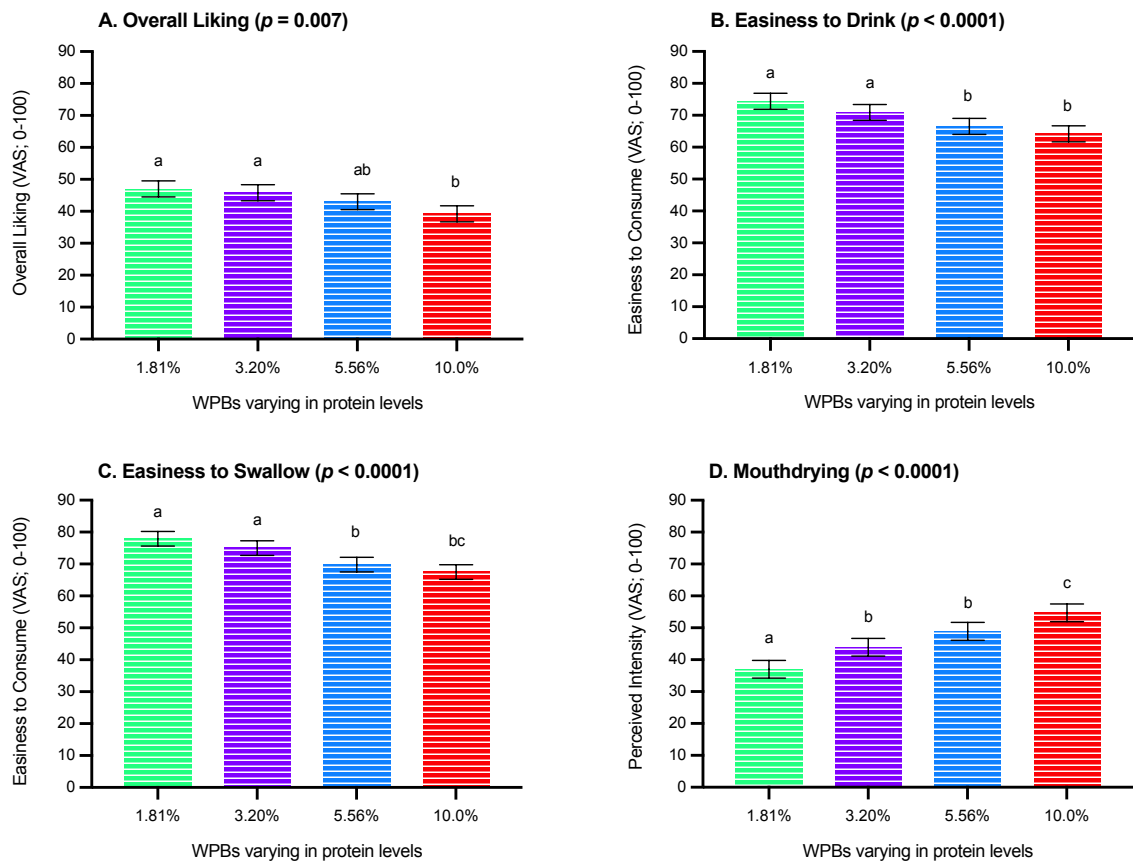 A. Overall Liking (p = 0.007)
Overall Liking (VAS; 0-100)
90
80
70
60
50
40
30
20
10
0
a
a
ab
b
1.81%
3.20%
5.56%
10.0%
WPBs varying in protein levels
B. Easiness to Drink (p < 0.0001)
Easiness to Consume (VAS; 0-100)
90
80
70
60
50
40
30
20
10
0
a
a
b
b
1.81%
3.20%
5.56%
10.0%
WPBs varying in protein levels
C. Easiness to Swallow (p < 0.0001)
Easiness to Consume (VAS; 0-100)
90
80
70
60
50
40
30
20
10
0
a
a
b
bc
1.81%
3.20%
5.56%
10.0%
WPBs varying in protein levels
D. Mouthdrying (p < 0.0001)
Perceived Intensity (VAS; 0-100)
90
80
70
60
50
40
30
20
10
0
a
b
b
c
1.81%
3.20%
5.56%
10.0%
WPBs varying in protein levels